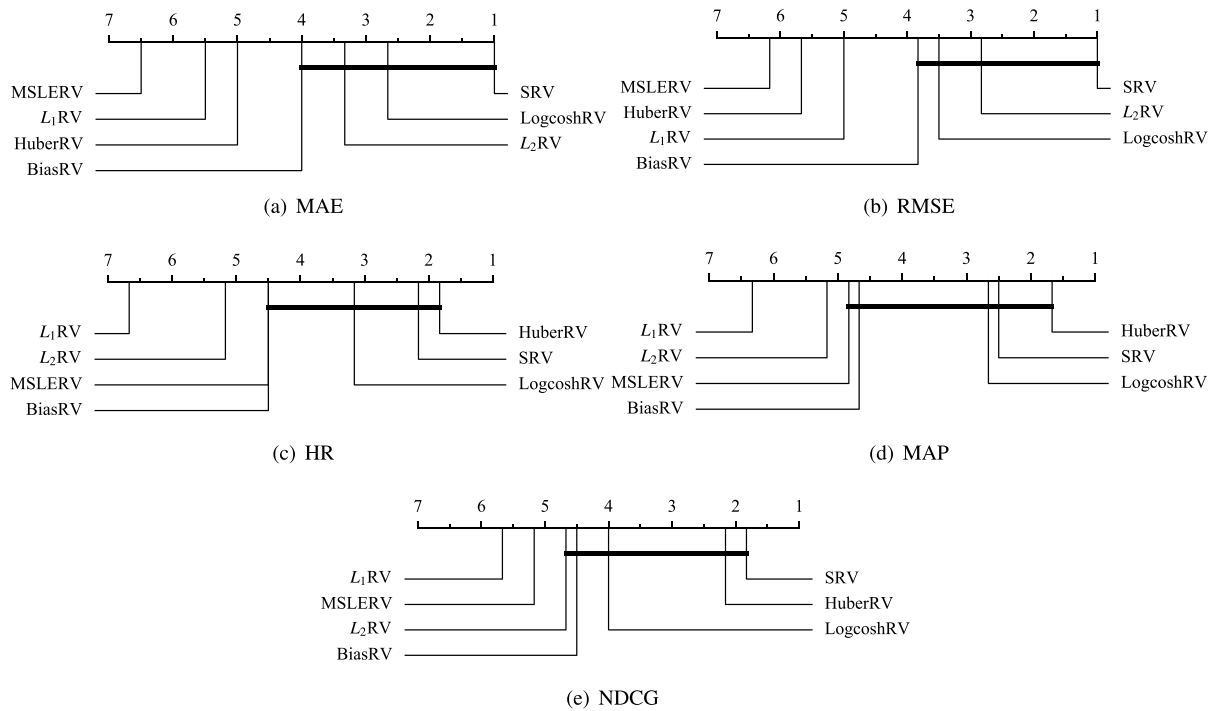 7 6 5 4 3 2 1
MSLERV SRV
L₁RV LogcoshRV
HuberRV L₂RV
BiasRV
(a) MAE
7 6 5 4 3 2 1
MSLERV SRV
HuberRV L₂RV
L₁RV LogcoshRV
BiasRV
(b) RMSE
7 6 5 4 3 2 1
L₁RV HuberRV
L₂RV SRV
MSLERV LogcoshRV
BiasRV
(c) HR
7 6 5 4 3 2 1
L₁RV HuberRV
L₂RV SRV
MSLERV LogcoshRV
BiasRV
(d) MAP
7 6 5 4 3 2 1
L₁RV SRV
MSLERV HuberRV
L₂RV LogcoshRV
BiasRV
(e) NDCG